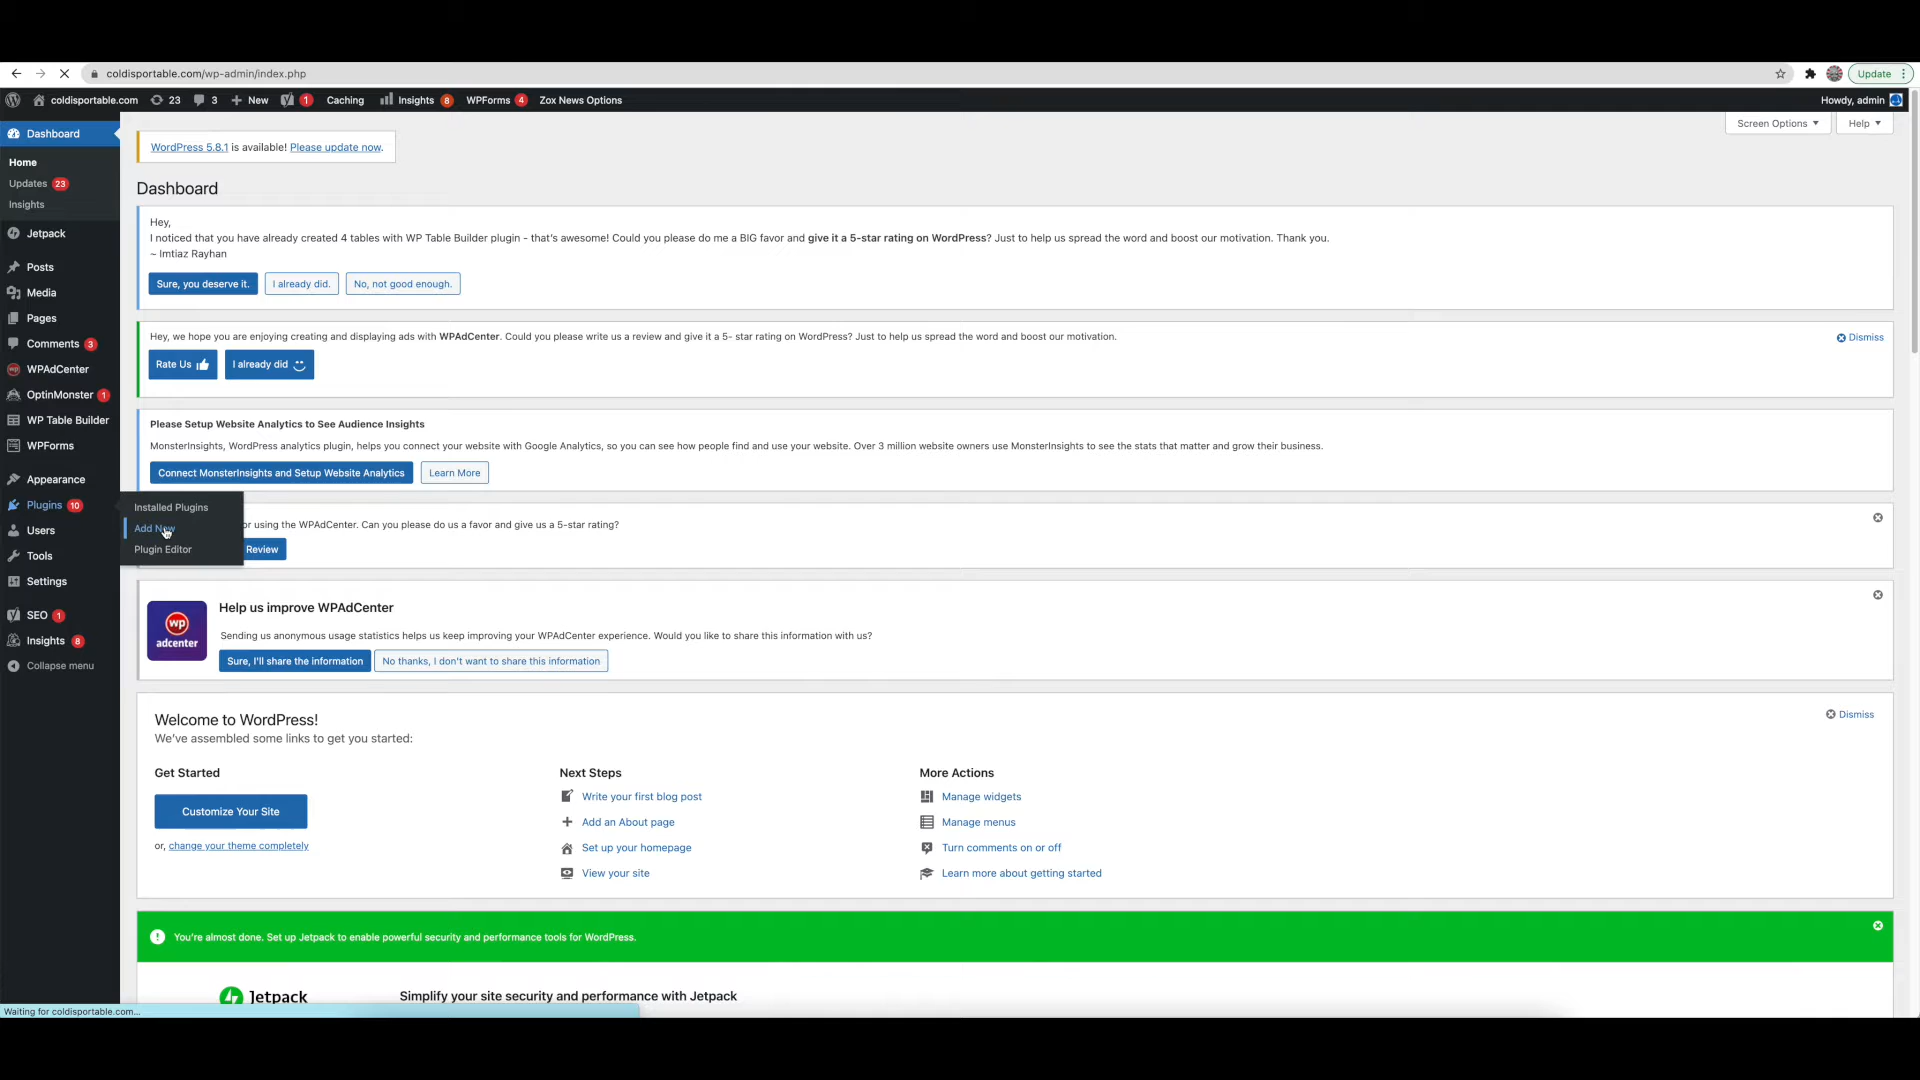 coldisportable.com/wp-admin/index.php
Update
coldisportable.com 23 3 New 1 Caching Insights 8 WPForms 4 Zox News Options Howdy, admin
Dashboard
Home
Updates 23
Insights
Jetpack
Posts
Media
Pages
Comments 3
WPAdCenter
OptinMonster 1
WP Table Builder
WPForms
Appearance
Plugins 10
Users
Tools
Settings
SEO 1
Insights 8
Collapse menu
Installed Plugins
Add New
Plugin Editor
Screen Options Help
WordPress 5.8.1 is available! Please update now.
Dashboard
Hey,
I noticed that you have already created 4 tables with WP Table Builder plugin - that's awesome! Could you please do me a BIG favor and give it a 5-star rating on WordPress? Just to help us spread the word and boost our motivation. Thank you.
~ Imtiaz Rayhan
Sure, you deserve it. I already did. No, not good enough.
Hey, we hope you are enjoying creating and displaying ads with WPAdCenter. Could you please write us a review and give it a 5- star rating on WordPress? Just to help us spread the word and boost our motivation. Dismiss
Rate Us I already did
Please Setup Website Analytics to See Audience Insights
MonsterInsights, WordPress analytics plugin, helps you connect your website with Google Analytics, so you can see how people find and use your website. Over 3 million website owners use MonsterInsights to see the stats that matter and grow their business.
Connect MonsterInsights and Setup Website Analytics Learn More
or using the WPAdCenter. Can you please do us a favor and give us a 5-star rating?
Review
wp
adcenter
Help us improve WPAdCenter
Sending us anonymous usage statistics helps us keep improving your WPAdCenter experience. Would you like to share this information with us?
Sure, I'll share the information No thanks, I don't want to share this information
Welcome to WordPress! Dismiss
We've assembled some links to get you started:
Get Started
Customize Your Site
or, change your theme completely
Next Steps
Write your first blog post
Add an About page
Set up your homepage
View your site
More Actions
Manage widgets
Manage menus
Turn comments on or off
Learn more about getting started
You're almost done. Set up Jetpack to enable powerful security and performance tools for WordPress.
Jetpack Simplify your site security and performance with Jetpack
Waiting for coldisportable.com...